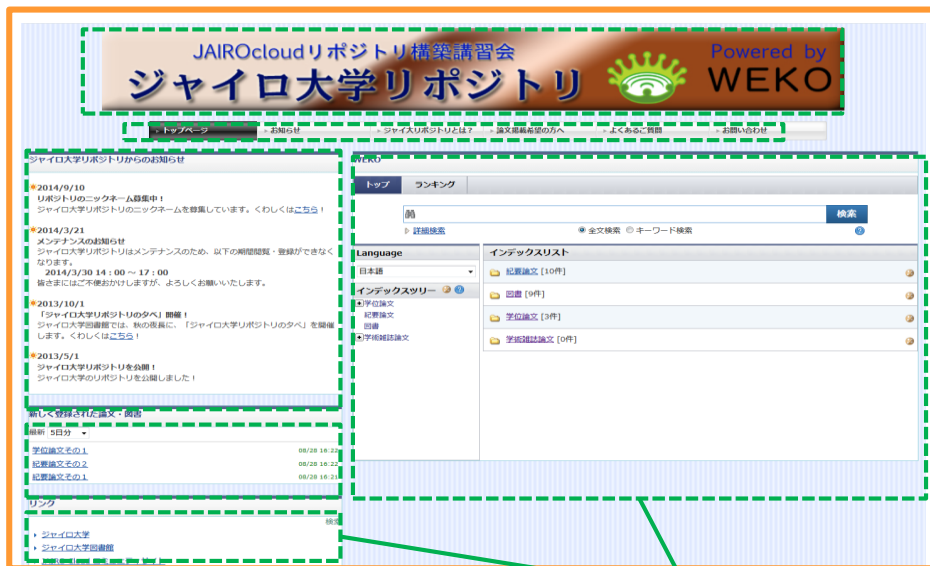 JAIROcloudリポジトリ構築講習会
ジャイロ大学リポジトリ
Powered by
WEKO
トップページ
お知らせ
ジャイスリポジトリとは？
論文掲載希望の方へ
よくあるご質問
お問い合わせ
ジャイロ大学リポジトリからのお知らせ
2014/9/10
リポジトリのニックネーム募集中！
ジャイロ大学リポジトリのニックネームを募集しています。くわしくはこちら！
2014/3/21
メンテナンスのお知らせ
ジャイロ大学リポジトリはメンテナンスのため、以下の期間閲覧・登録ができなく
なります。
2014/3/30 14：00 ～ 17：00
皆さまにはご不便おかけしますが、よろしくお願いいたします。
2013/10/1
「ジャイロ大学リポジトリの夕べ」開催！
ジャイロ大学図書館では、秋の夜長に、「ジャイロ大学リポジトリの夕べ」を開催
します。くわしくはこちら！
2013/5/1
ジャイロ大学リポジトリを公開！
ジャイロ大学のリポジトリを公開しました！
新しく登録された論文・図書
最新 5日分
学位論文その１ 08/28 16:22
紀要論文その２ 08/28 16:22
紀要論文その１ 08/28 16:21
リンク
検索
ジャイロ大学
ジャイロ大学図書館
WEKO
トップ ランキング
検索
詳細検索
全文検索 キーワード検索
Language
日本語
インデックスツリー
学位論文
紀要論文
図書
学術雑誌論文
インデックスリスト
紀要論文 [10件]
図書 [9件]
学位論文 [3件]
学術雑誌論文 [0件]